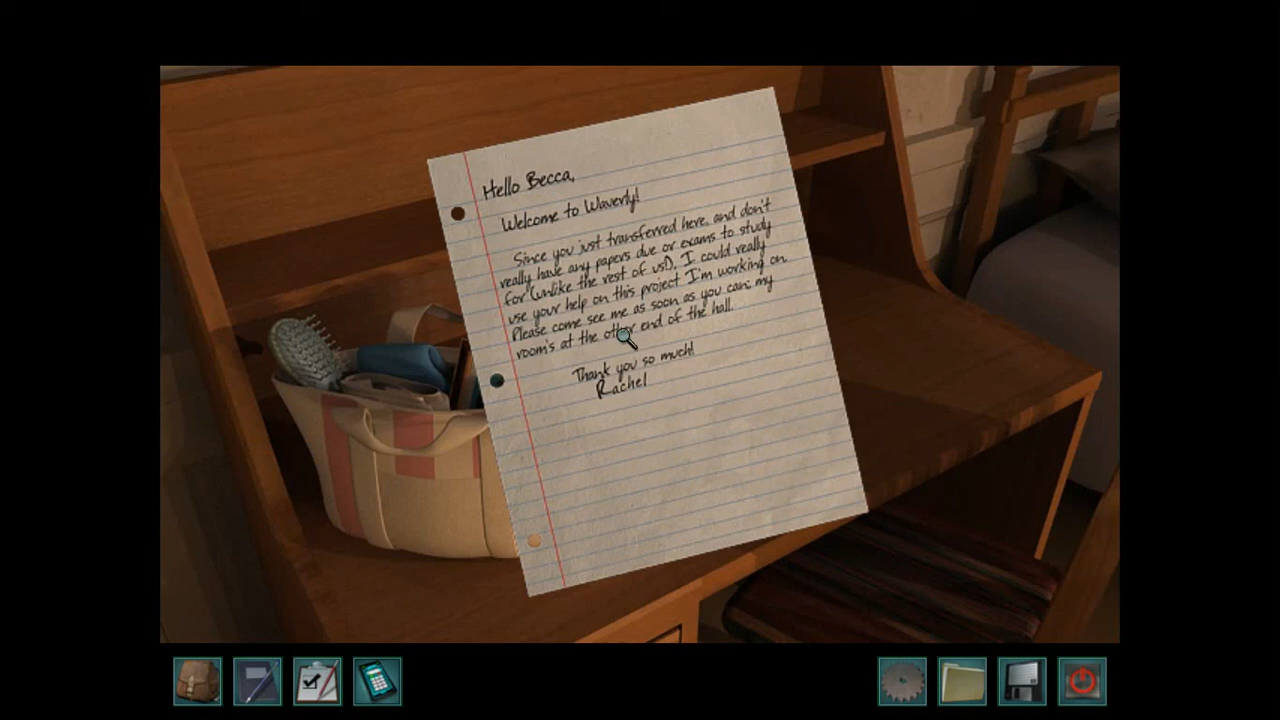 Hello Becca,
Welcome to Waverly!
Since you just transferred here, and don't
really have any papers due or exams to study
for (unlike the rest of us!), I could really
use your help on this project I'm working on.
Please come see me as soon as you can; my
room's at the other end of the hall.
Thank you so much!
Rachel